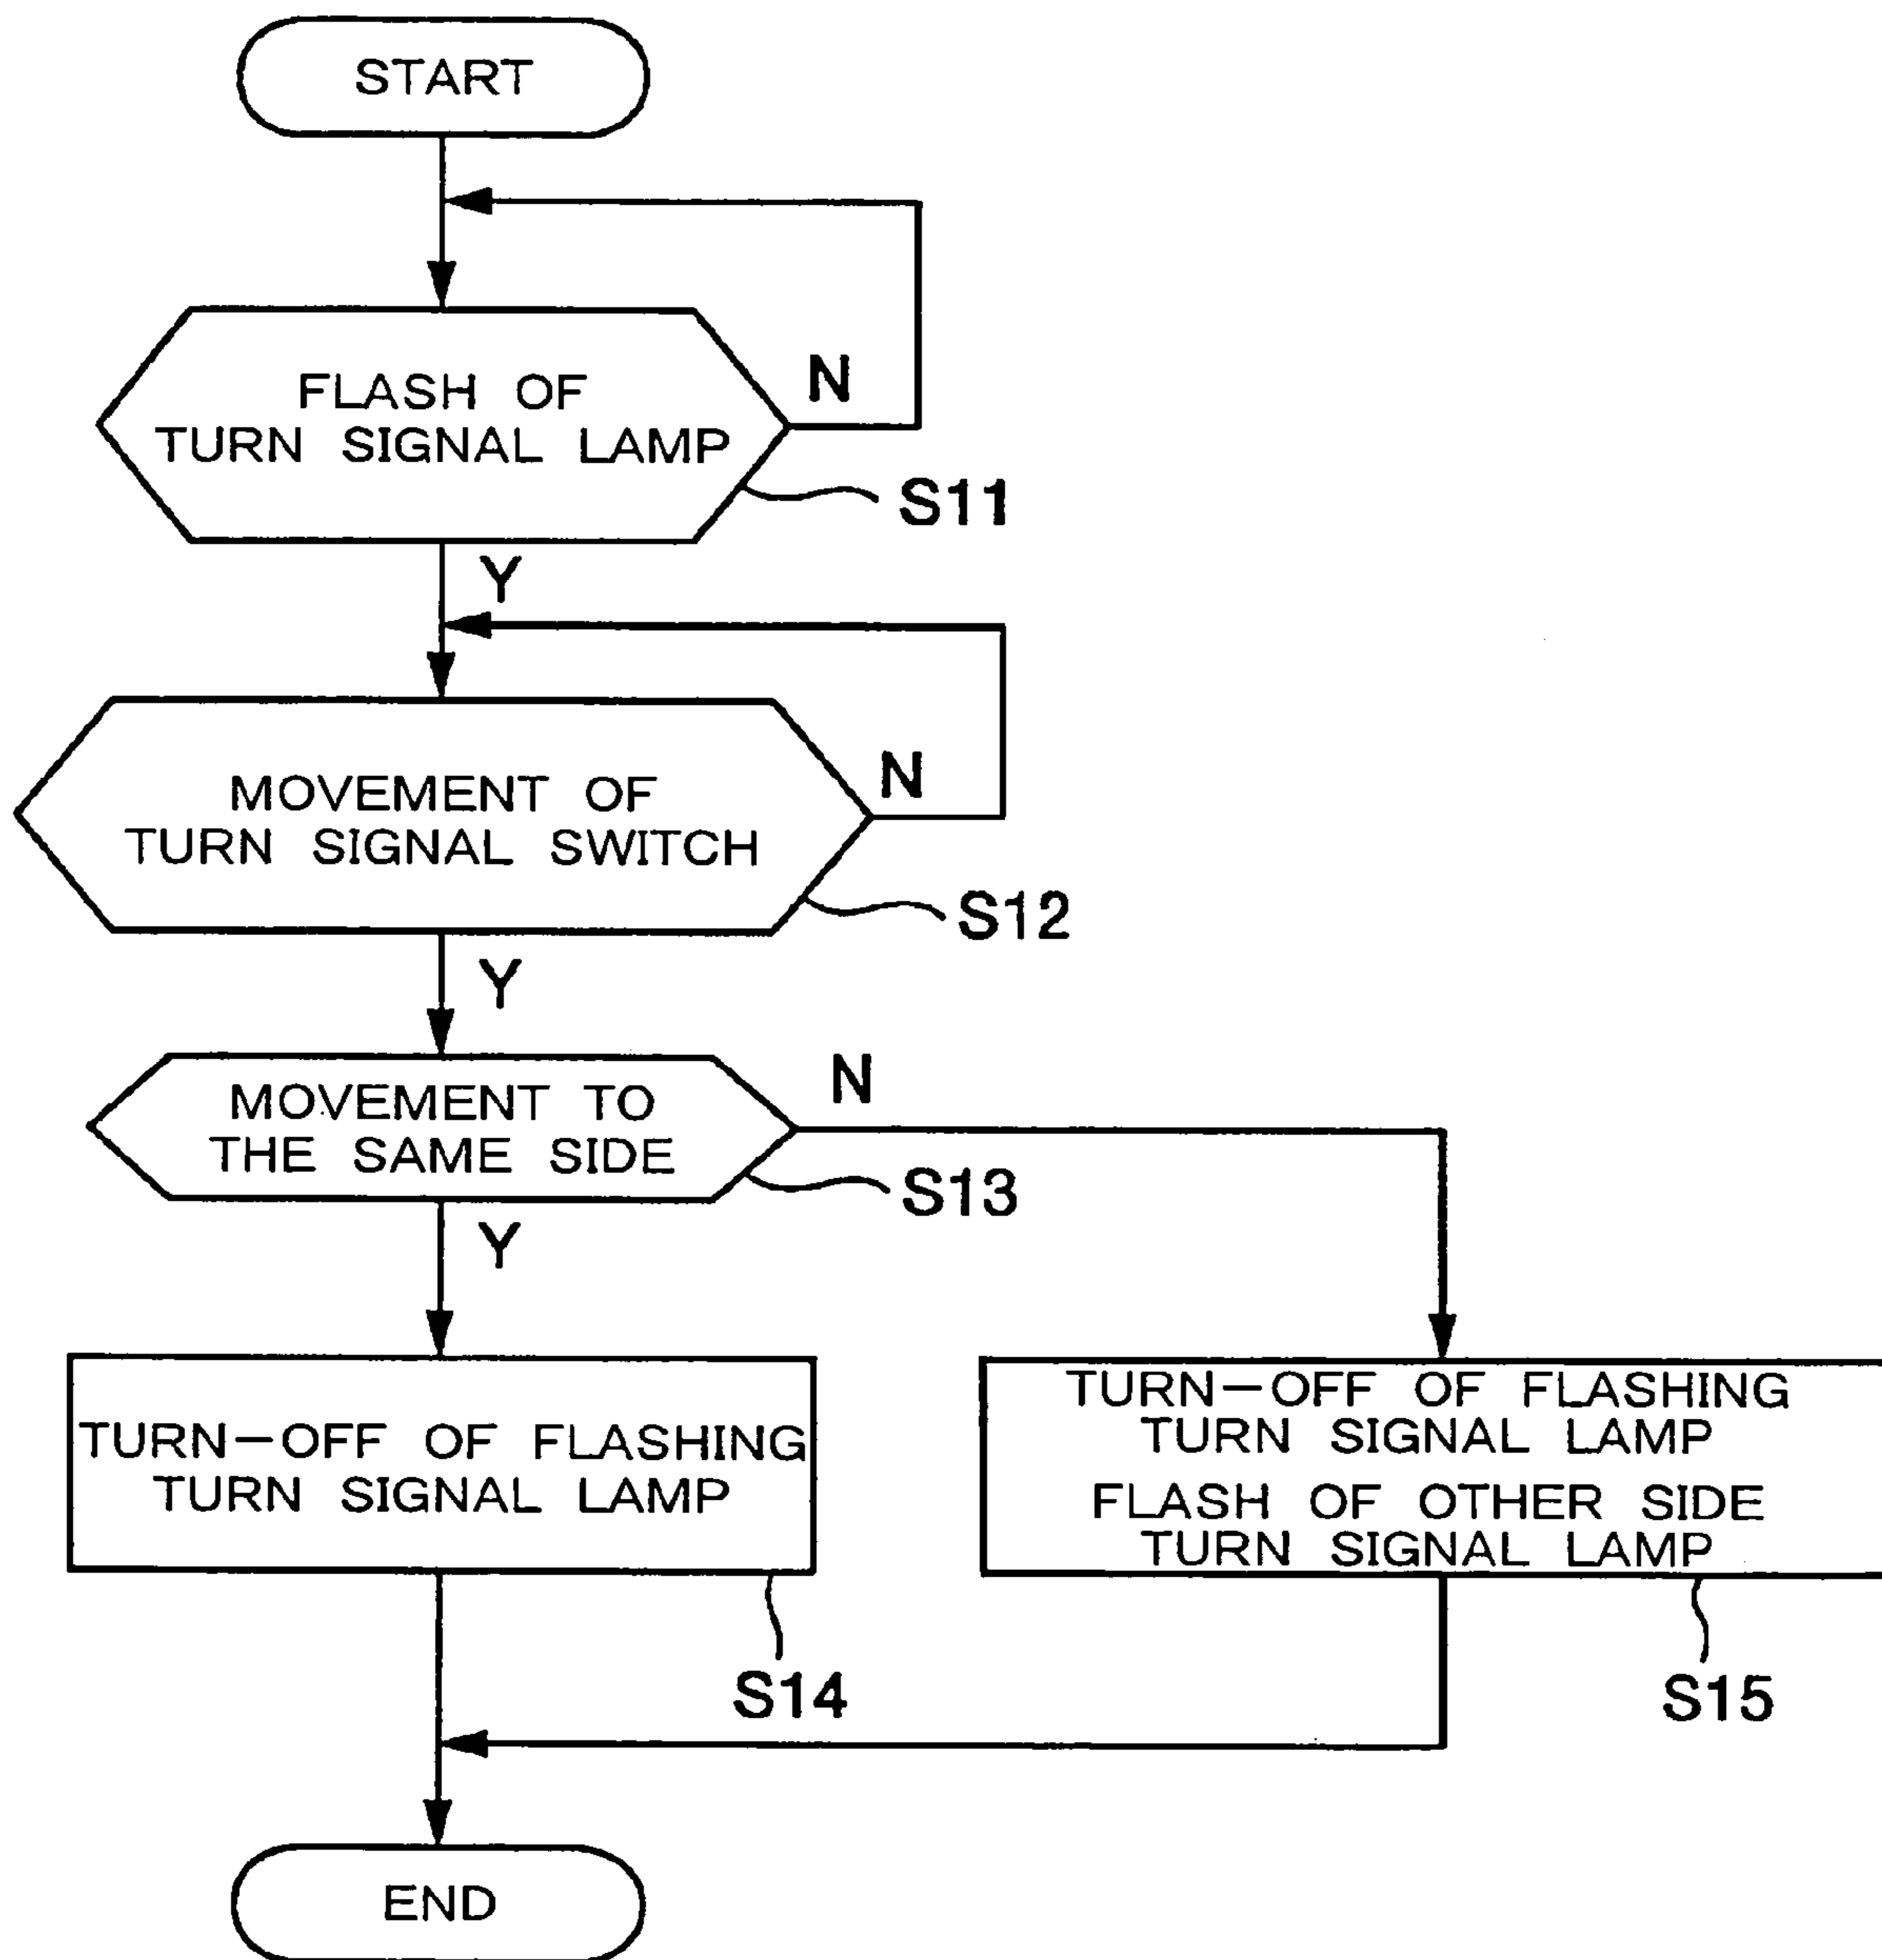 START
FLASH OF
TURN SIGNAL LAMP
N
S11
Y
MOVEMENT OF
TURN SIGNAL SWITCH
N
S12
Y
MOVEMENT TO
THE SAME SIDE
N
S13
Y
TURN-OFF OF FLASHING
TURN SIGNAL LAMP
S14
TURN-OFF OF FLASHING
TURN SIGNAL LAMP
FLASH OF OTHER SIDE
TURN SIGNAL LAMP
S15
END